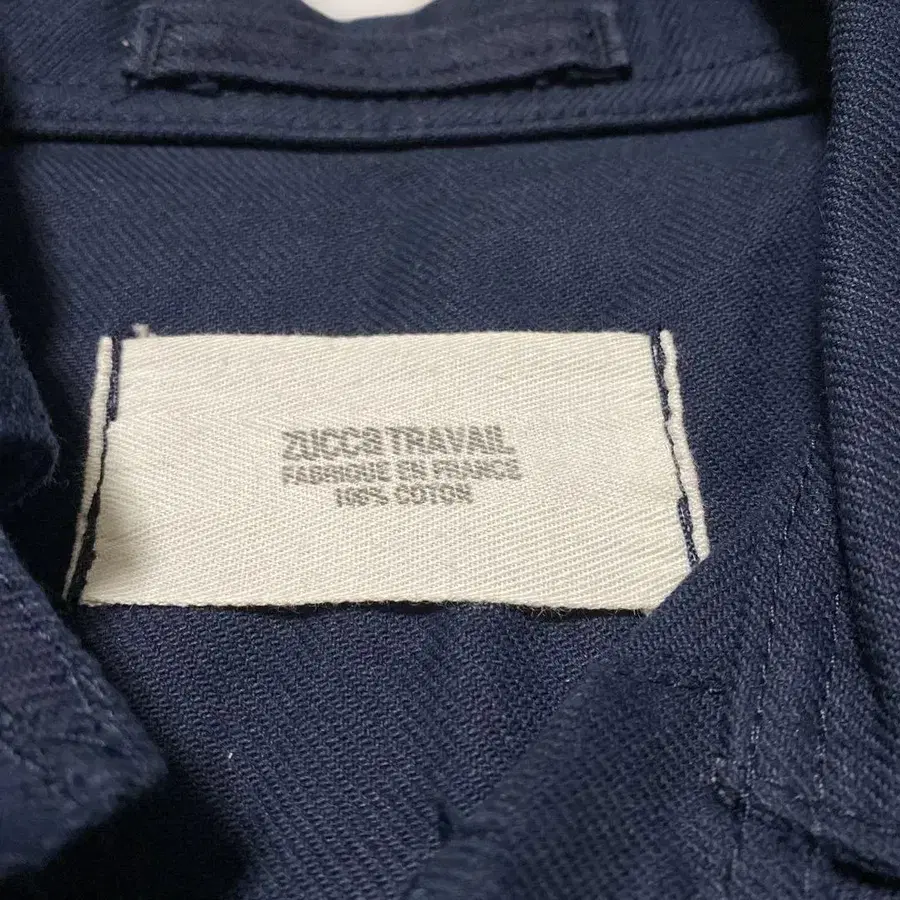 ZUCCa TRAVAIL
FABRIQUE EN FRANCE
100% COTON